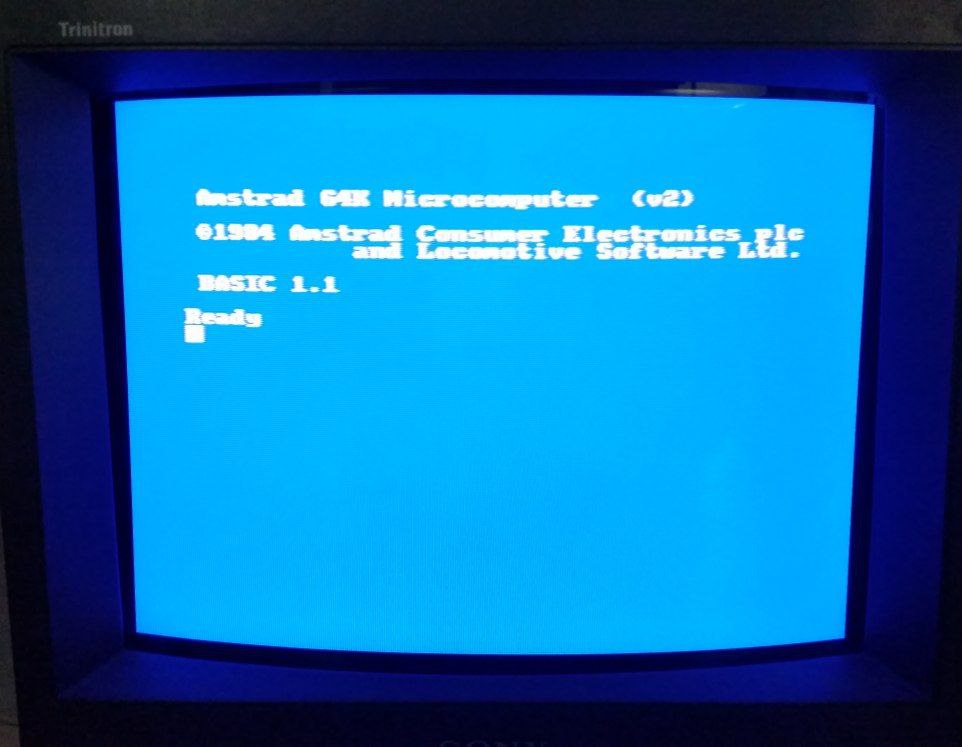 Trinitron
Amstrad 64K Microcomputer (v2)
©1984 Amstrad Consumer Electronics plc
and Locomotive Software Ltd.
BASIC 1.1
Ready